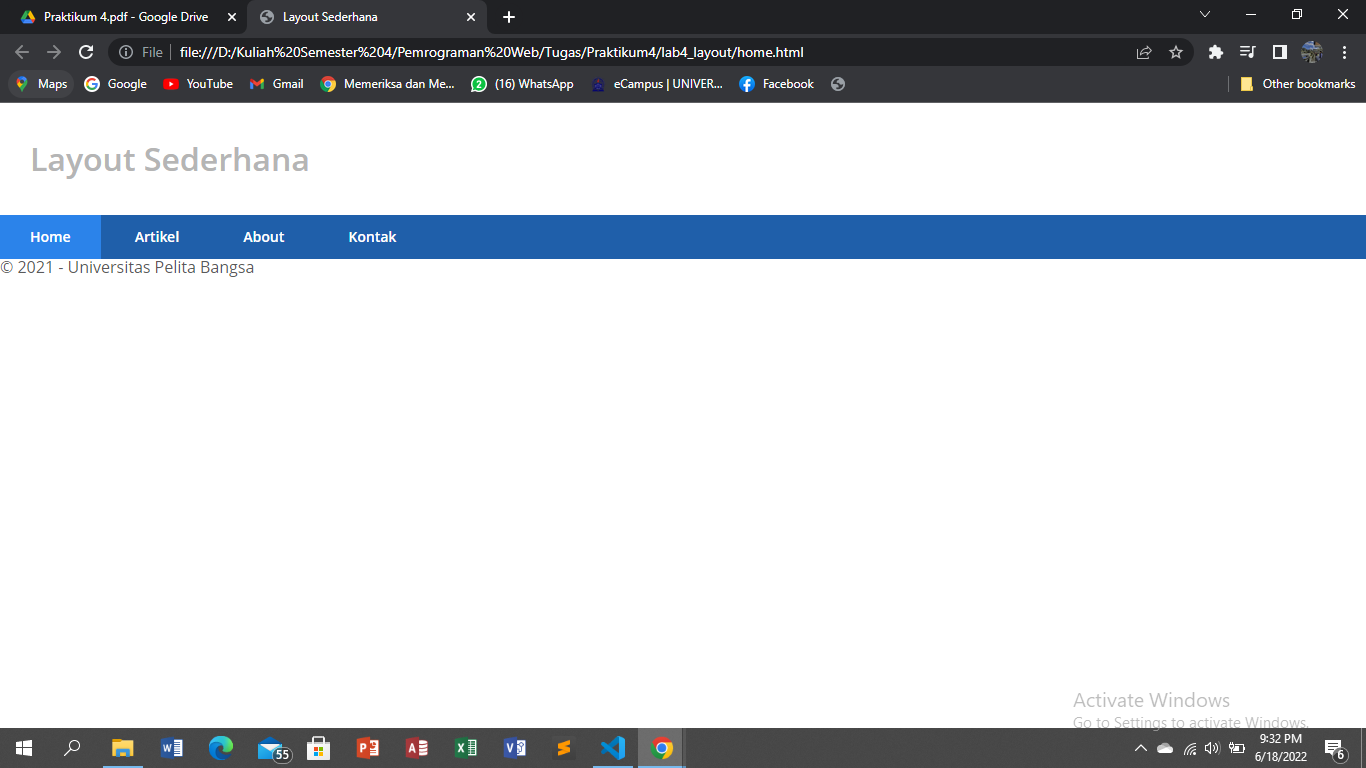 Praktikum 4.pdf - Google Drive
Layout Sederhana
File
file:///D:/Kuliah%20Semester%204/Pemrograman%20Web/Tugas/Praktikum4/lab4_layout/home.html
Maps
Google
YouTube
Gmail
Memeriksa dan Me...
(16) WhatsApp
eCampus | UNIVER...
Facebook
Other bookmarks
Layout Sederhana
Home
Artikel
About
Kontak
© 2021 - Universitas Pelita Bangsa
Activate Windows
Go to Settings to activate Windows.
55
9:32 PM
6/18/2022
6